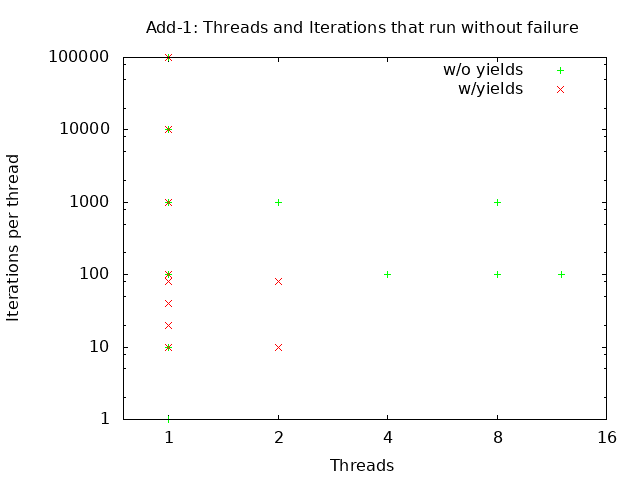 Add-1: Threads and Iterations that run without failure
w/o yields
w/yields
Iterations per thread
100000
10000
1000
100
10
1
1 2 4 8 16
Threads